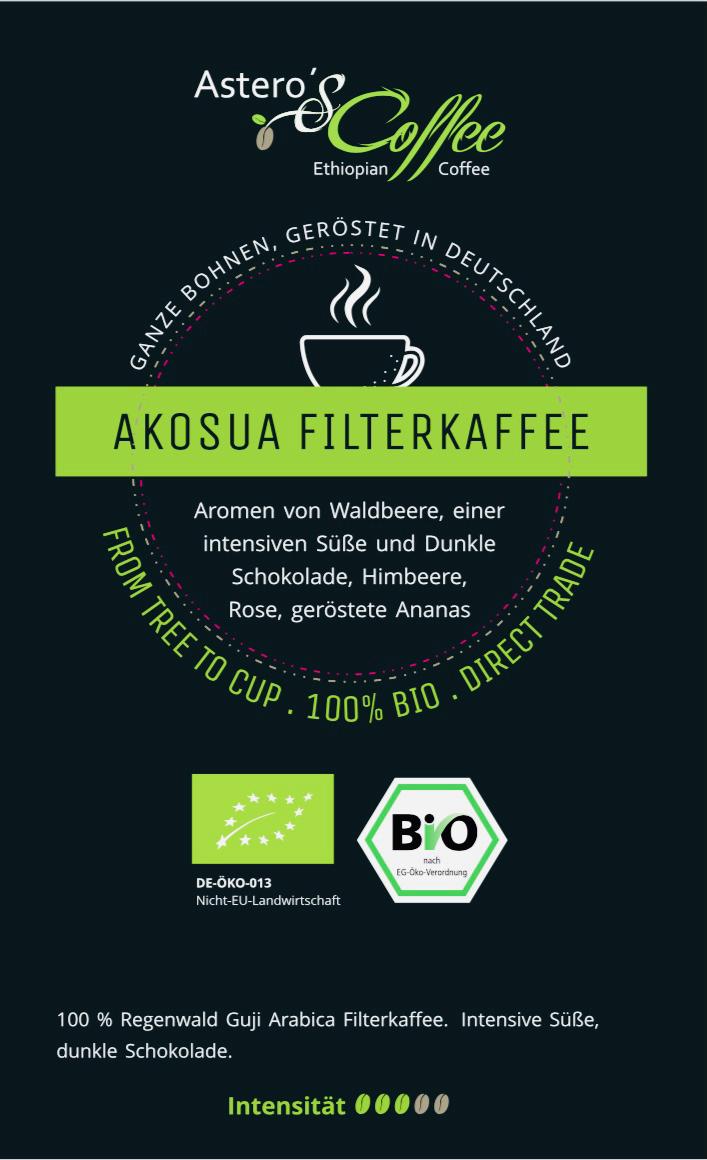 Astero´S Coffee
Ethiopian Coffee
GANZE BOHNEN, GERÖSTET IN DEUTSCHLAND
AKOSUA FILTERKAFFEE
Aromen von Waldbeere, einer
intensiven Süße und Dunkle
Schokolade, Himbeere,
Rose, geröstete Ananas
FROM TREE TO CUP . 100% BIO . DIRECT TRADE
BiO
nach
EG-Öko-Verordnung
DE-ÖKO-013
Nicht-EU-Landwirtschaft
100 % Regenwald Guji Arabica Filterkaffee. Intensive Süße,
dunkle Schokolade.
Intensität